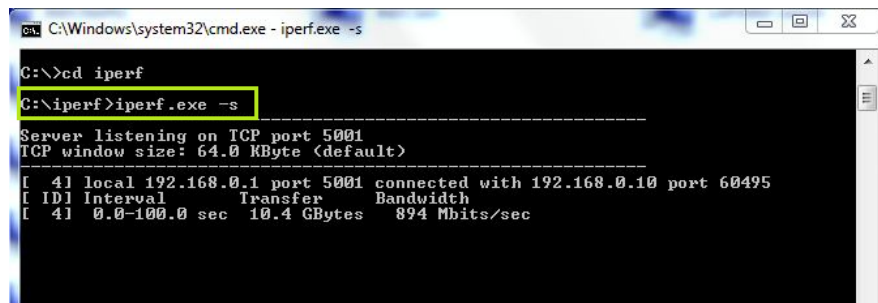 C:\Windows\system32\cmd.exe - iperf.exe -s
C:\>cd iperf
C:\iperf>iperf.exe -s
------------------------------------------------------------
Server listening on TCP port 5001
TCP window size: 64.0 KByte (default)
------------------------------------------------------------
[  4] local 192.168.0.1 port 5001 connected with 192.168.0.10 port 60495
[ ID] Interval       Transfer     Bandwidth
[  4]  0.0-100.0 sec  10.4 GBytes   894 Mbits/sec